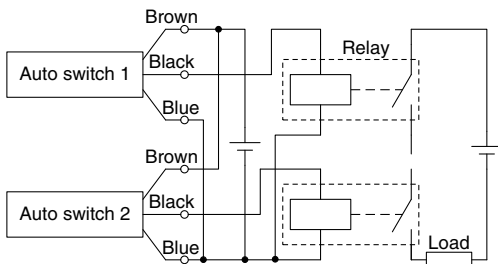 Brown
Relay
Auto switch 1
Black
Blue
Brown
Auto switch 2
Black
Blue
Load